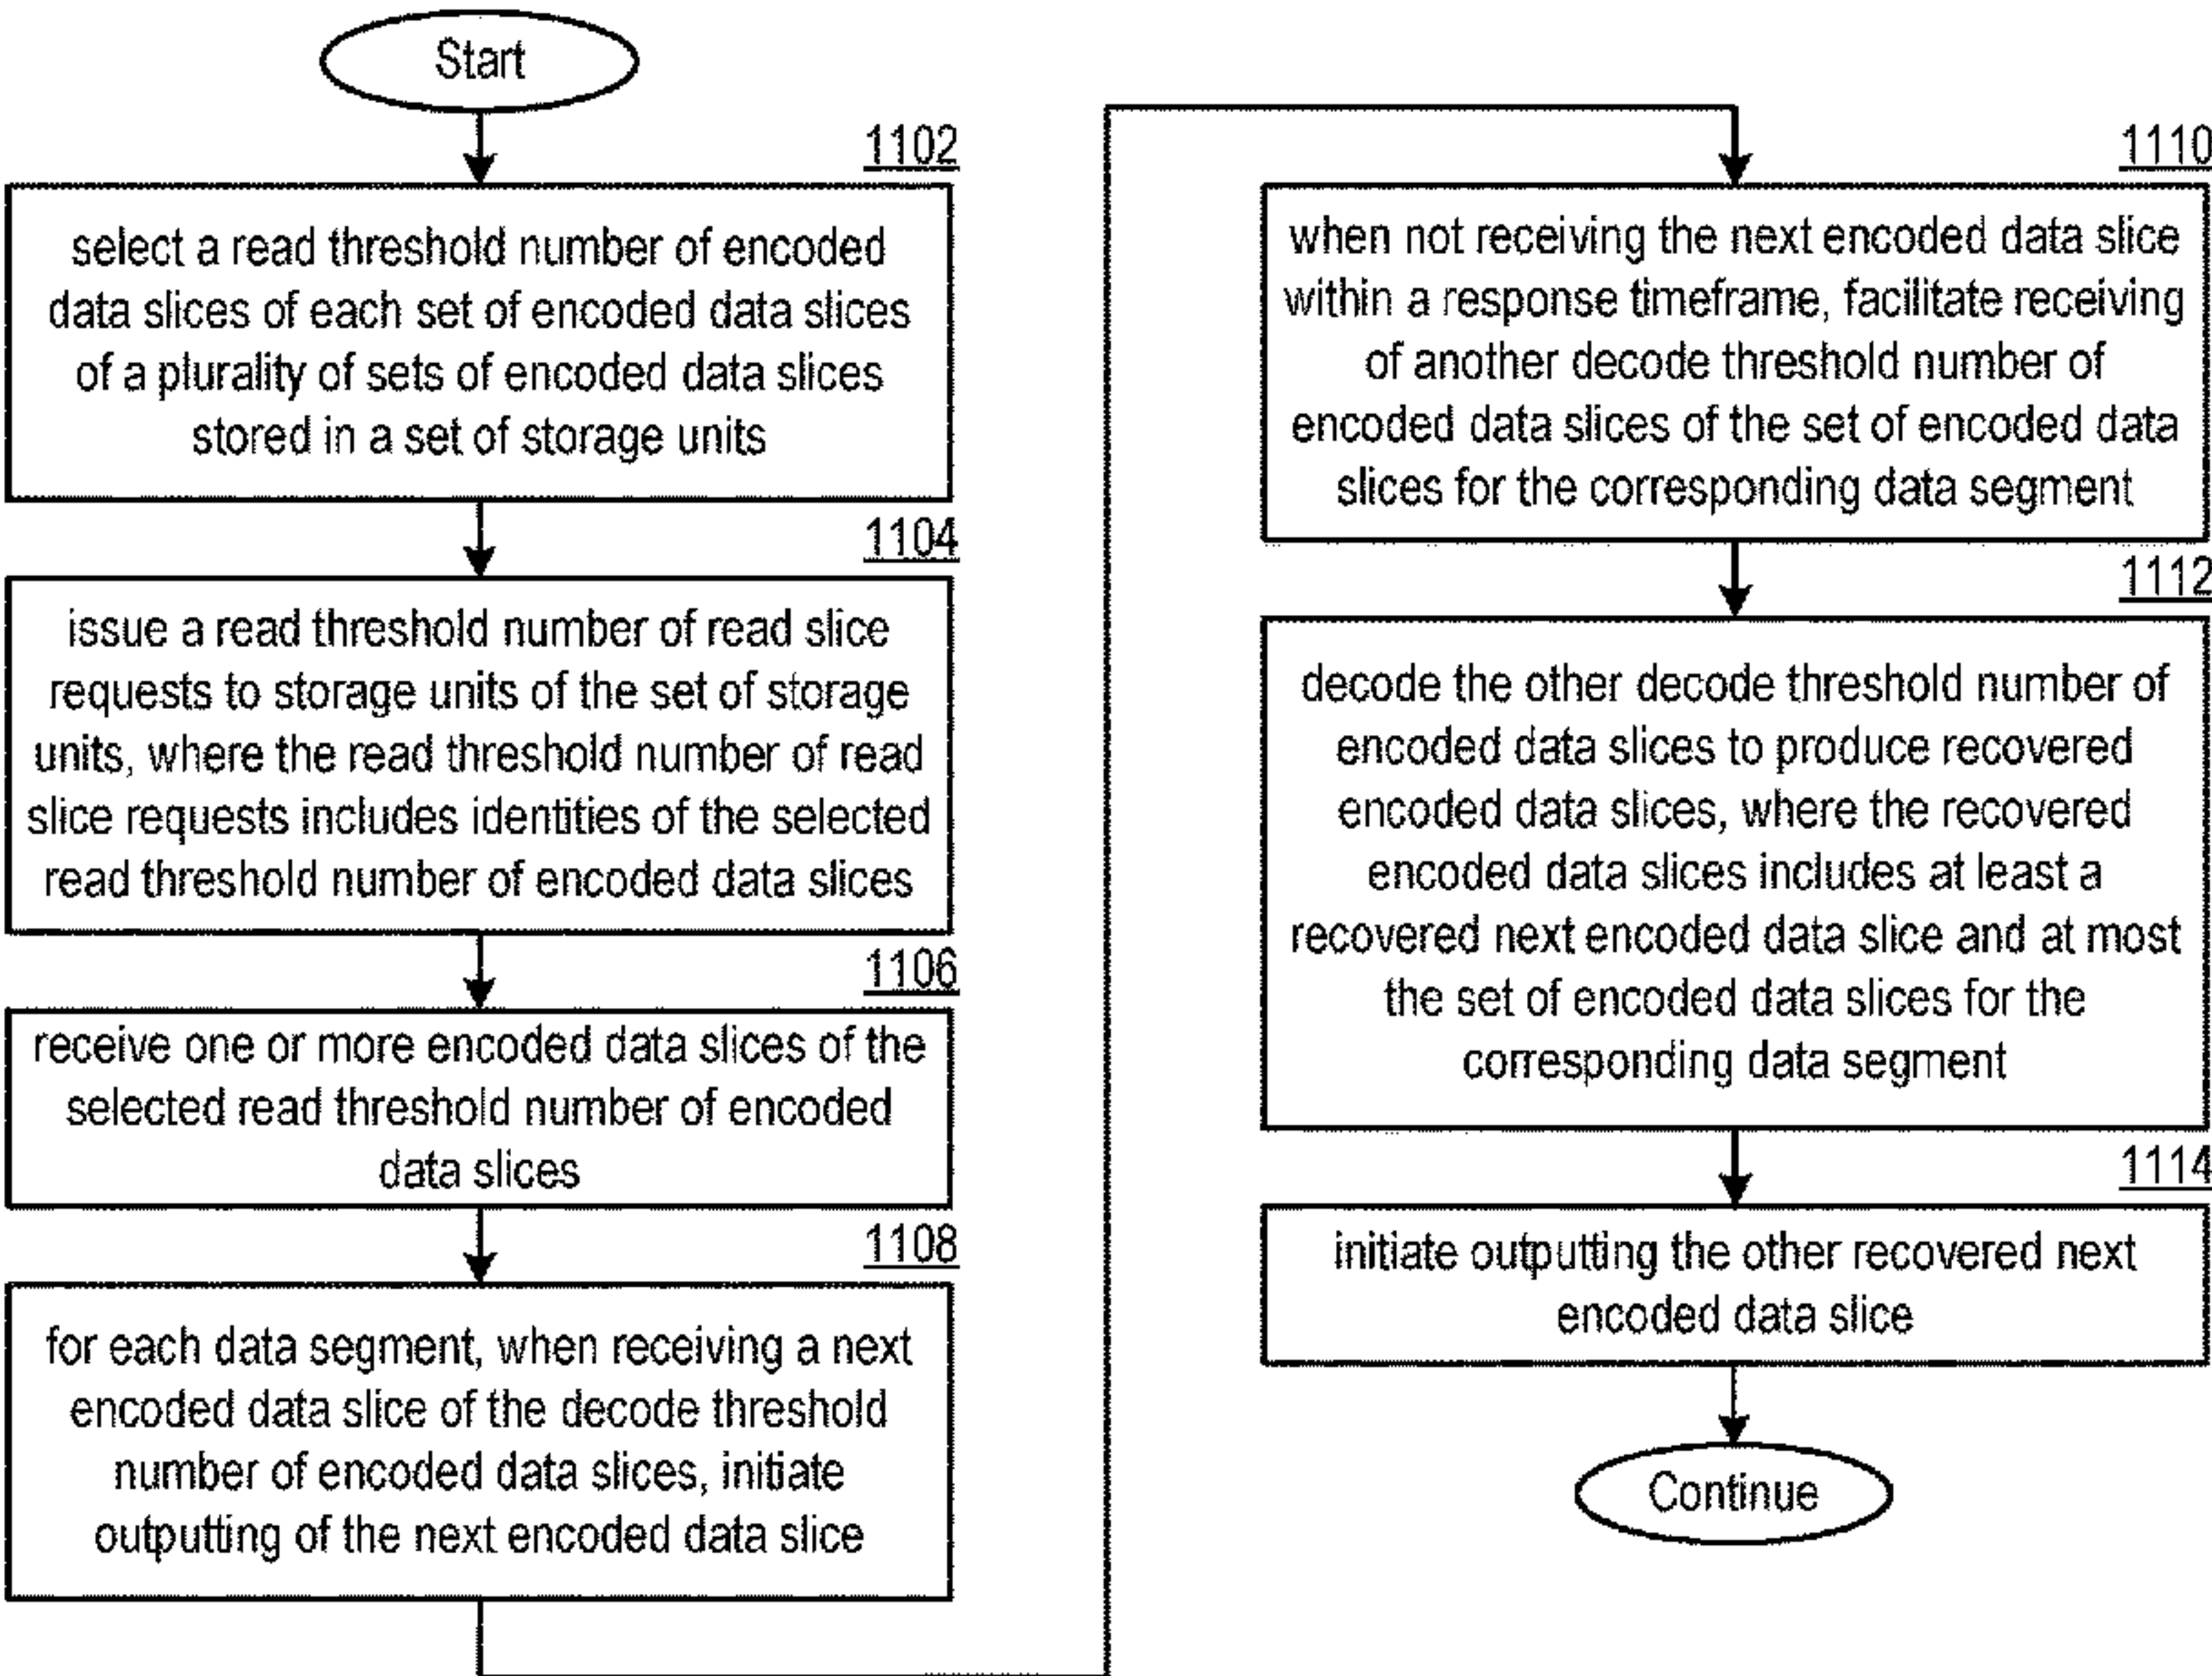 Start
1102
select a read threshold number of encoded
data slices of each set of encoded data slices
of a plurality of sets of encoded data slices
stored in a set of storage units
1104
issue a read threshold number of read slice
requests to storage units of the set of storage
units, where the read threshold number of read
slice requests includes identities of the selected
read threshold number of encoded data slices
1106
receive one or more encoded data slices of the
selected read threshold number of encoded
data slices
1108
for each data segment, when receiving a next
encoded data slice of the decode threshold
number of encoded data slices, initiate
outputting of the next encoded data slice
1110
when not receiving the next encoded data slice
within a response timeframe, facilitate receiving
of another decode threshold number of
encoded data slices of the set of encoded data
slices for the corresponding data segment
1112
decode the other decode threshold number of
encoded data slices to produce recovered
encoded data slices, where the recovered
encoded data slices includes at least a
recovered next encoded data slice and at most
the set of encoded data slices for the
corresponding data segment
1114
initiate outputting the other recovered next
encoded data slice
Continue